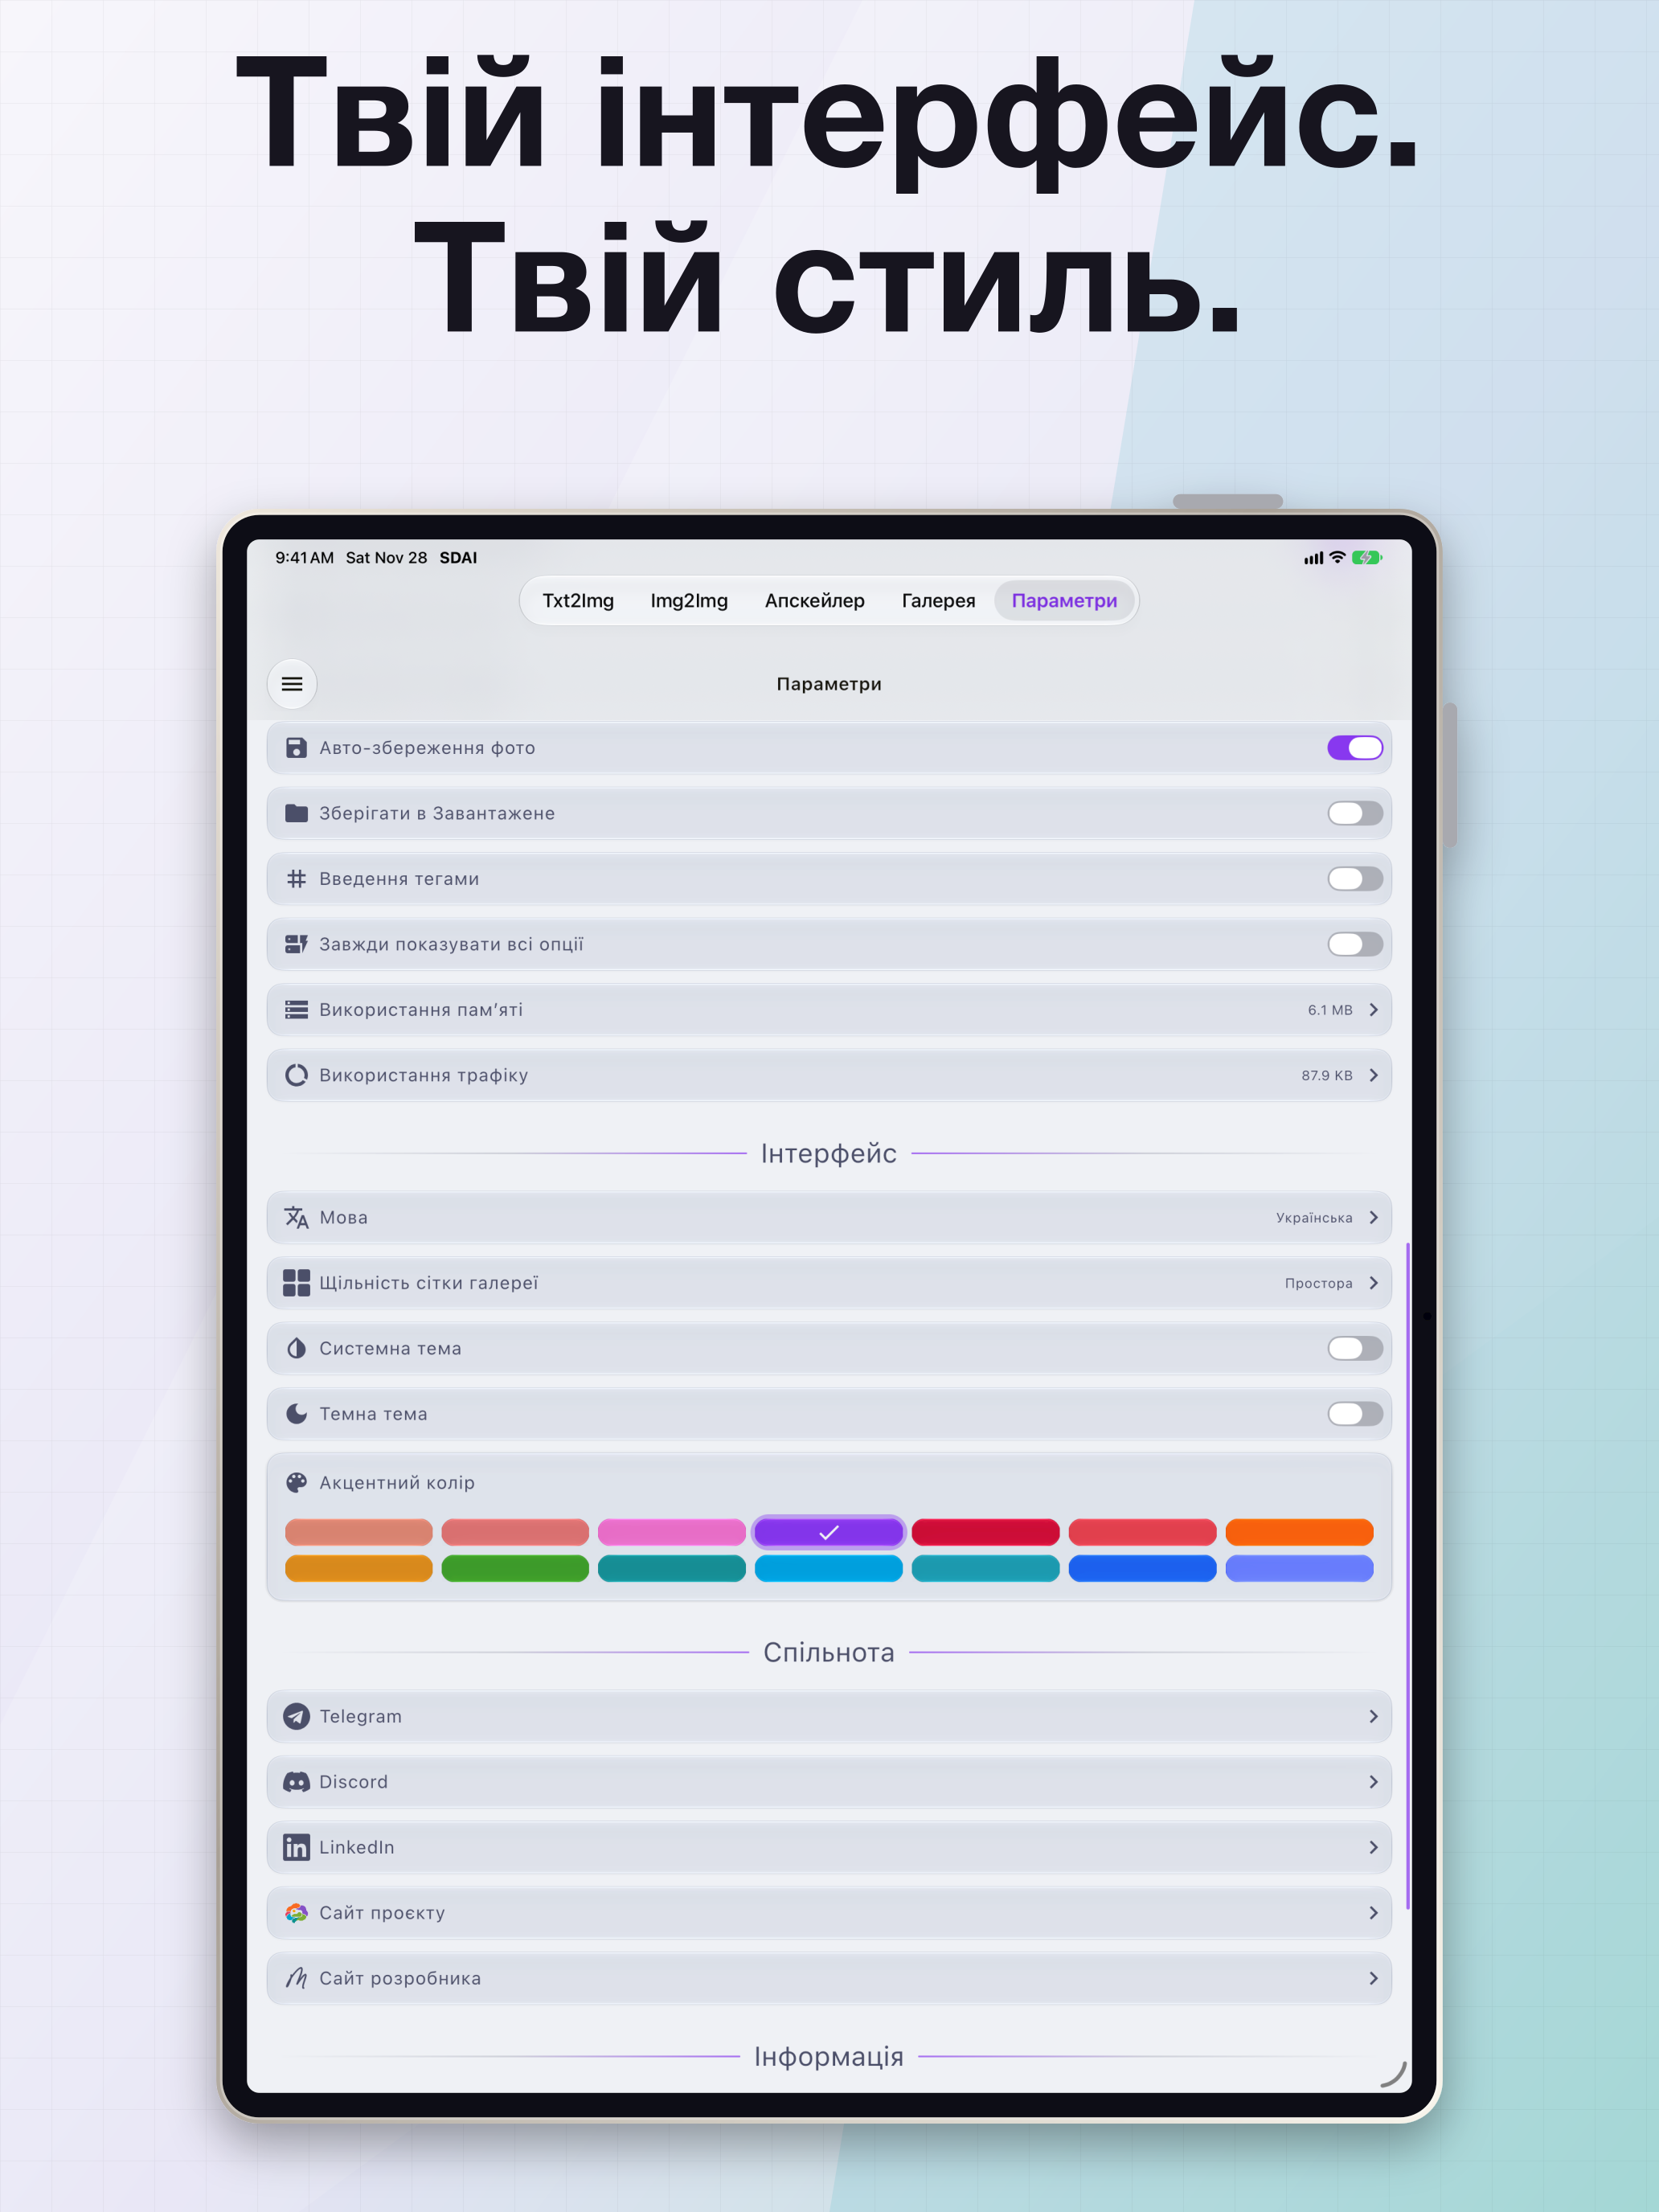 Твій інтерфейс.
Твій стиль.
9:41 AM Sat Nov 28 SDAI
Txt2Img Img2Img Апскейлер Галерея Параметри
Параметри
Авто-збереження фото
Зберігати в Завантажене
Введення тегами
Завжди показувати всі опції
Використання пам’яті 6.1 MB
Використання трафіку 87.9 KB
Інтерфейс
Мова Українська
Щільність сітки галереї Простора
Системна тема
Темна тема
Акцентний колір
Спільнота
Telegram
Discord
LinkedIn
Сайт проєкту
Сайт розробника
Інформація